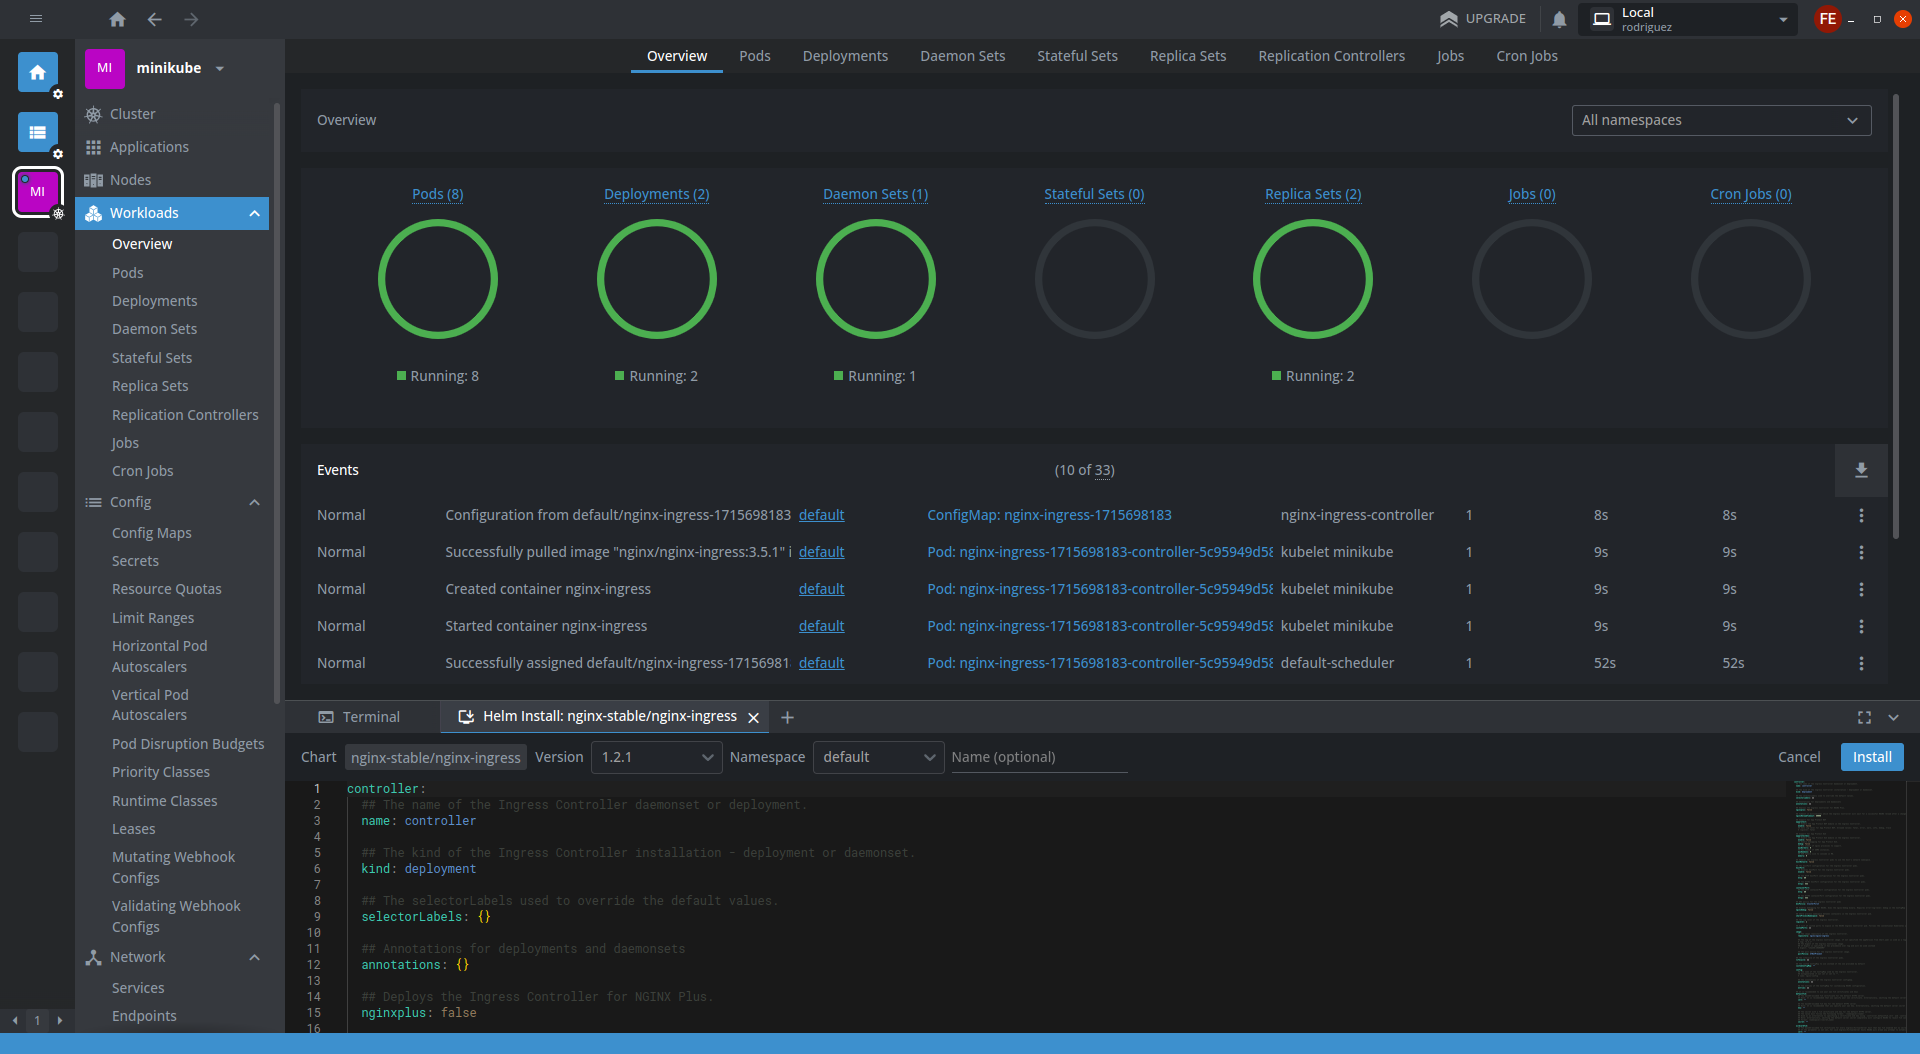 UPGRADE
Local
rodriguez
FE
MI
minikube
Overview Pods Deployments Daemon Sets Stateful Sets Replica Sets Replication Controllers Jobs Cron Jobs
MI
1
Cluster
Applications
Nodes
Workloads
Overview
Pods
Deployments
Daemon Sets
Stateful Sets
Replica Sets
Replication Controllers
Jobs
Cron Jobs
Config
Config Maps
Secrets
Resource Quotas
Limit Ranges
Horizontal Pod
Autoscalers
Vertical Pod
Autoscalers
Pod Disruption Budgets
Priority Classes
Runtime Classes
Leases
Mutating Webhook
Configs
Validating Webhook
Configs
Network
Services
Endpoints
Overview
All namespaces
Pods (8) Deployments (2) Daemon Sets (1) Stateful Sets (0) Replica Sets (2) Jobs (0) Cron Jobs (0)
Running: 8 Running: 2 Running: 1 Running: 2
Events (10 of 33)
Normal Configuration from default/nginx-ingress-1715698183 default ConfigMap: nginx-ingress-1715698183 nginx-ingress-controller 1 8s 8s
Normal Successfully pulled image "nginx/nginx-ingress:3.5.1" i default Pod: nginx-ingress-1715698183-controller-5c95949d58 kubelet minikube 1 9s 9s
Normal Created container nginx-ingress default Pod: nginx-ingress-1715698183-controller-5c95949d58 kubelet minikube 1 9s 9s
Normal Started container nginx-ingress default Pod: nginx-ingress-1715698183-controller-5c95949d58 kubelet minikube 1 9s 9s
Normal Successfully assigned default/nginx-ingress-17156981 default Pod: nginx-ingress-1715698183-controller-5c95949d58 default-scheduler 1 52s 52s
Terminal Helm Install: nginx-stable/nginx-ingress
Chart nginx-stable/nginx-ingress Version 1.2.1 Namespace default Name (optional) Cancel Install
1 controller:
2 ## The name of the Ingress Controller daemonset or deployment.
3 name: controller
4
5 ## The kind of the Ingress Controller installation - deployment or daemonset.
6 kind: deployment
7
8 ## The selectorLabels used to override the default values.
9 selectorLabels: {}
10
11 ## Annotations for deployments and daemonsets
12 annotations: {}
13
14 ## Deploys the Ingress Controller for NGINX Plus.
15 nginxplus: false
16